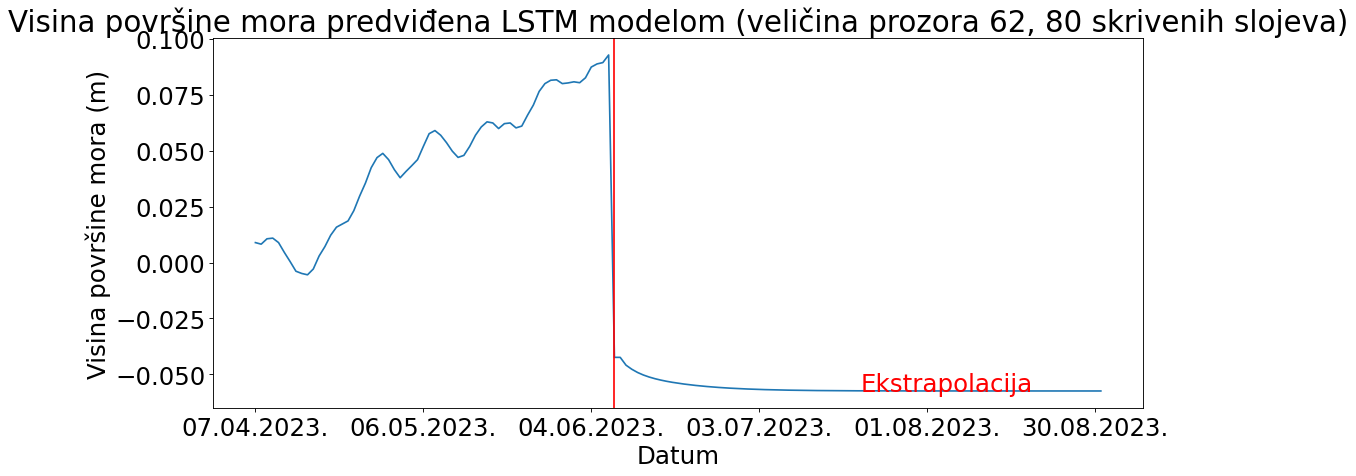 Visina površine mora predviđena LSTM modelom (veličina prozora 62, 80 skrivenih slojeva)
Visina površine mora (m)
0.100
0.075
0.050
0.025
0.000
−0.025
−0.050
Ekstrapolacija
07.04.2023. 06.05.2023. 04.06.2023. 03.07.2023. 01.08.2023. 30.08.2023.
Datum